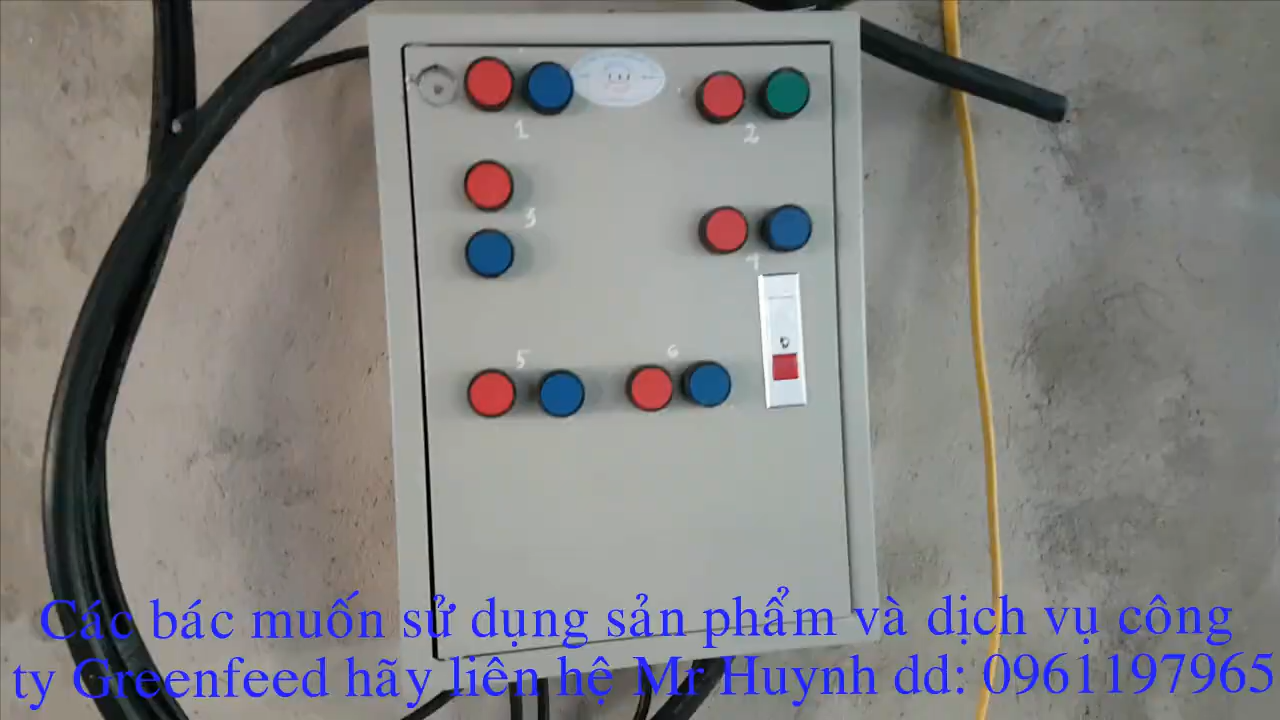 1
2
3
5
6
Các bác muốn sử dụng sản phẩm và dịch vụ công
ty Greenfeed hãy liên hệ Mr Huynh dd: 0961197965